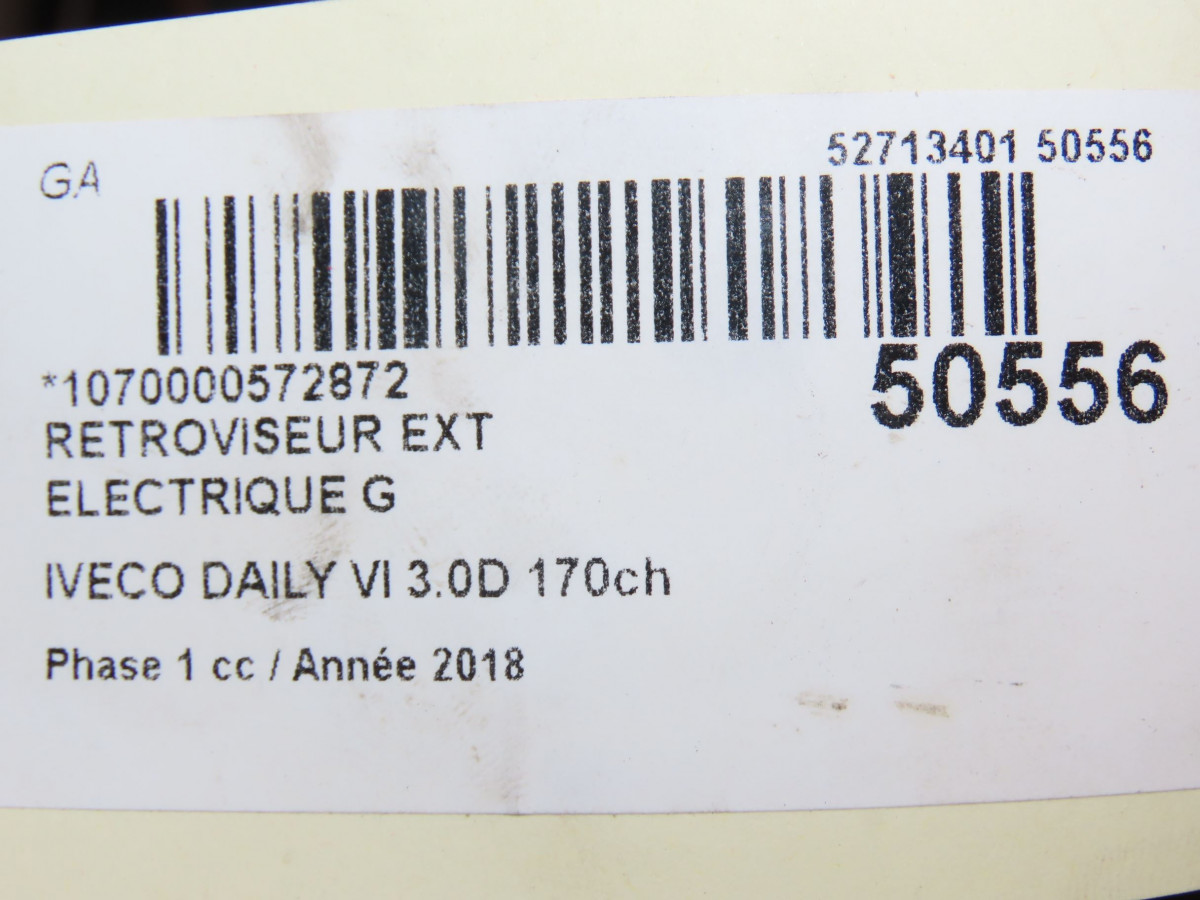 GA
52713401 50556
*1070000572872
50556
RETROVISEUR EXT
ELECTRIQUE G
IVECO DAILY VI 3.0D 170ch
Phase 1 cc / Année 2018